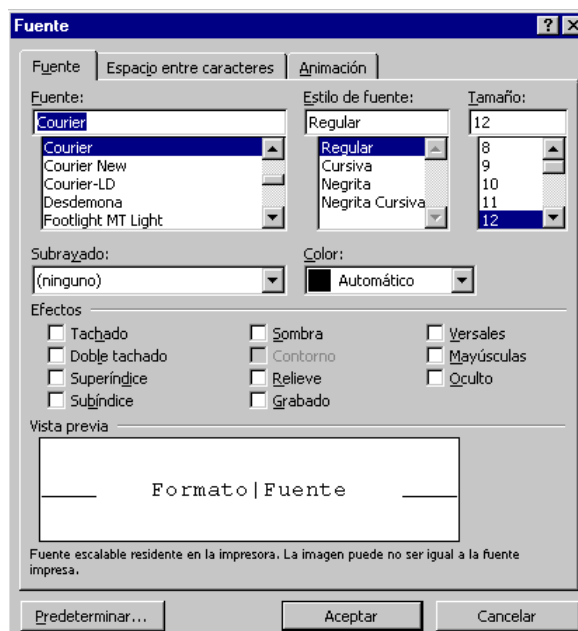 Fuente
Fuente Espacio entre caracteres Animación
Fuente: Estilo de fuente: Tamaño:
Courier Regular 12
Courier Regular 8
Courier New Cursiva 9
Courier-LD Negrita 10
Desdemona Negrita Cursiva 11
Footlight MT Light 12
Subrayado: Color:
(ninguno) Automático
Efectos
Tachado Sombra Versales
Doble tachado Contorno Mayúsculas
Superíndice Relieve Oculto
Subíndice Grabado
Vista previa
Formato|Fuente
Fuente escalable residente en la impresora. La imagen puede no ser igual a la fuente
impresa.
Predeterminar... Aceptar Cancelar